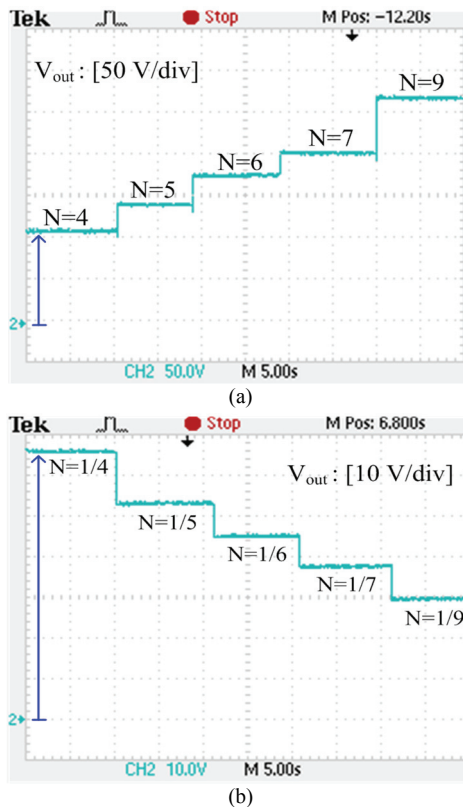 Tek Stop M Pos: -12.20s
V_out : [50 V/div]
N=9
N=7
N=6
N=5
N=4
2
CH2 50.0V M 5.00s
(a)
Tek Stop M Pos: 6.800s
N=1/4
V_out : [10 V/div]
N=1/5
N=1/6
N=1/7
N=1/9
2
CH2 10.0V M 5.00s
(b)